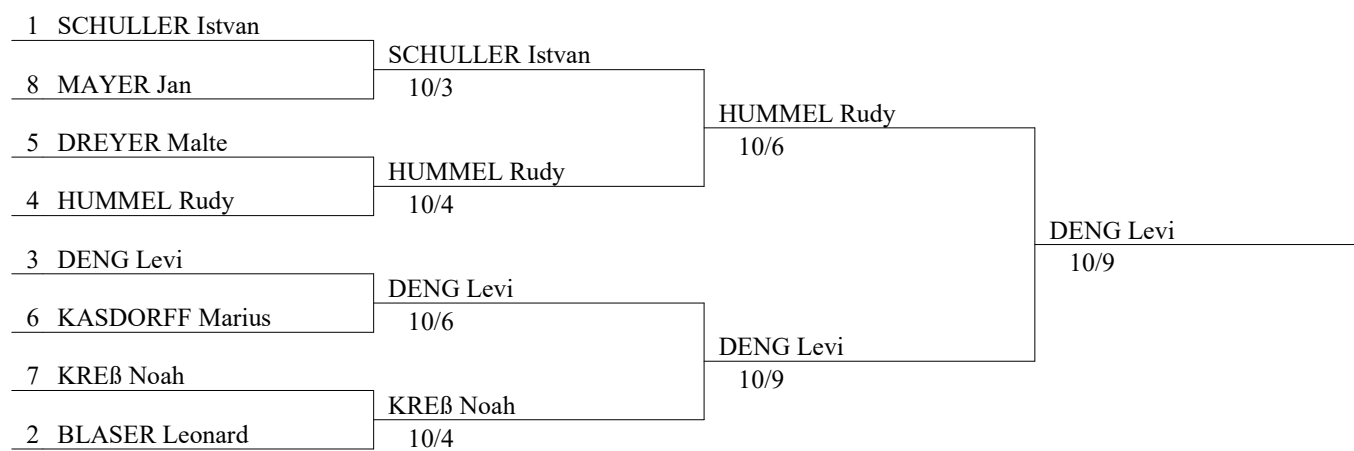 1 SCHULLER Istvan
8 MAYER Jan
5 DREYER Malte
4 HUMMEL Rudy
3 DENG Levi
6 KASDORFF Marius
7 KREß Noah
2 BLASER Leonard
SCHULLER Istvan
10/3
HUMMEL Rudy
10/4
DENG Levi
10/6
KREß Noah
10/4
HUMMEL Rudy
10/6
DENG Levi
10/9
DENG Levi
10/9